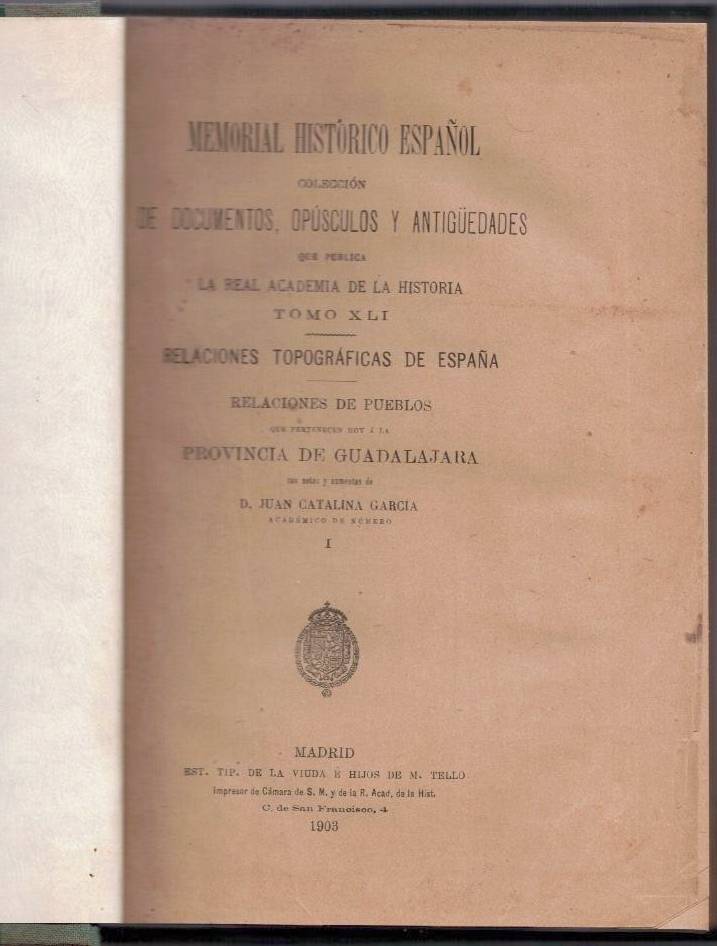 MEMORIAL HISTÓRICO ESPAÑOL
COLECCIÓN
DE DOCUMENTOS, OPÚSCULOS Y ANTIGÜEDADES
QUE PUBLICA
LA REAL ACADEMIA DE LA HISTORIA
TOMO XLI
RELACIONES TOPOGRÁFICAS DE ESPAÑA
RELACIONES DE PUEBLOS
QUE PERTENECEN HOY Á LA
PROVINCIA DE GUADALAJARA
con notas y aumentos de
D. JUAN CATALINA GARCÍA
ACADÉMICO DE NÚMERO
I
MADRID
EST. TIP. DE LA VIUDA É HIJOS DE M. TELLO
Impresor de Cámara de S. M. y de la R. Acad. de la Hist.
C. de San Francisco, 4
1903